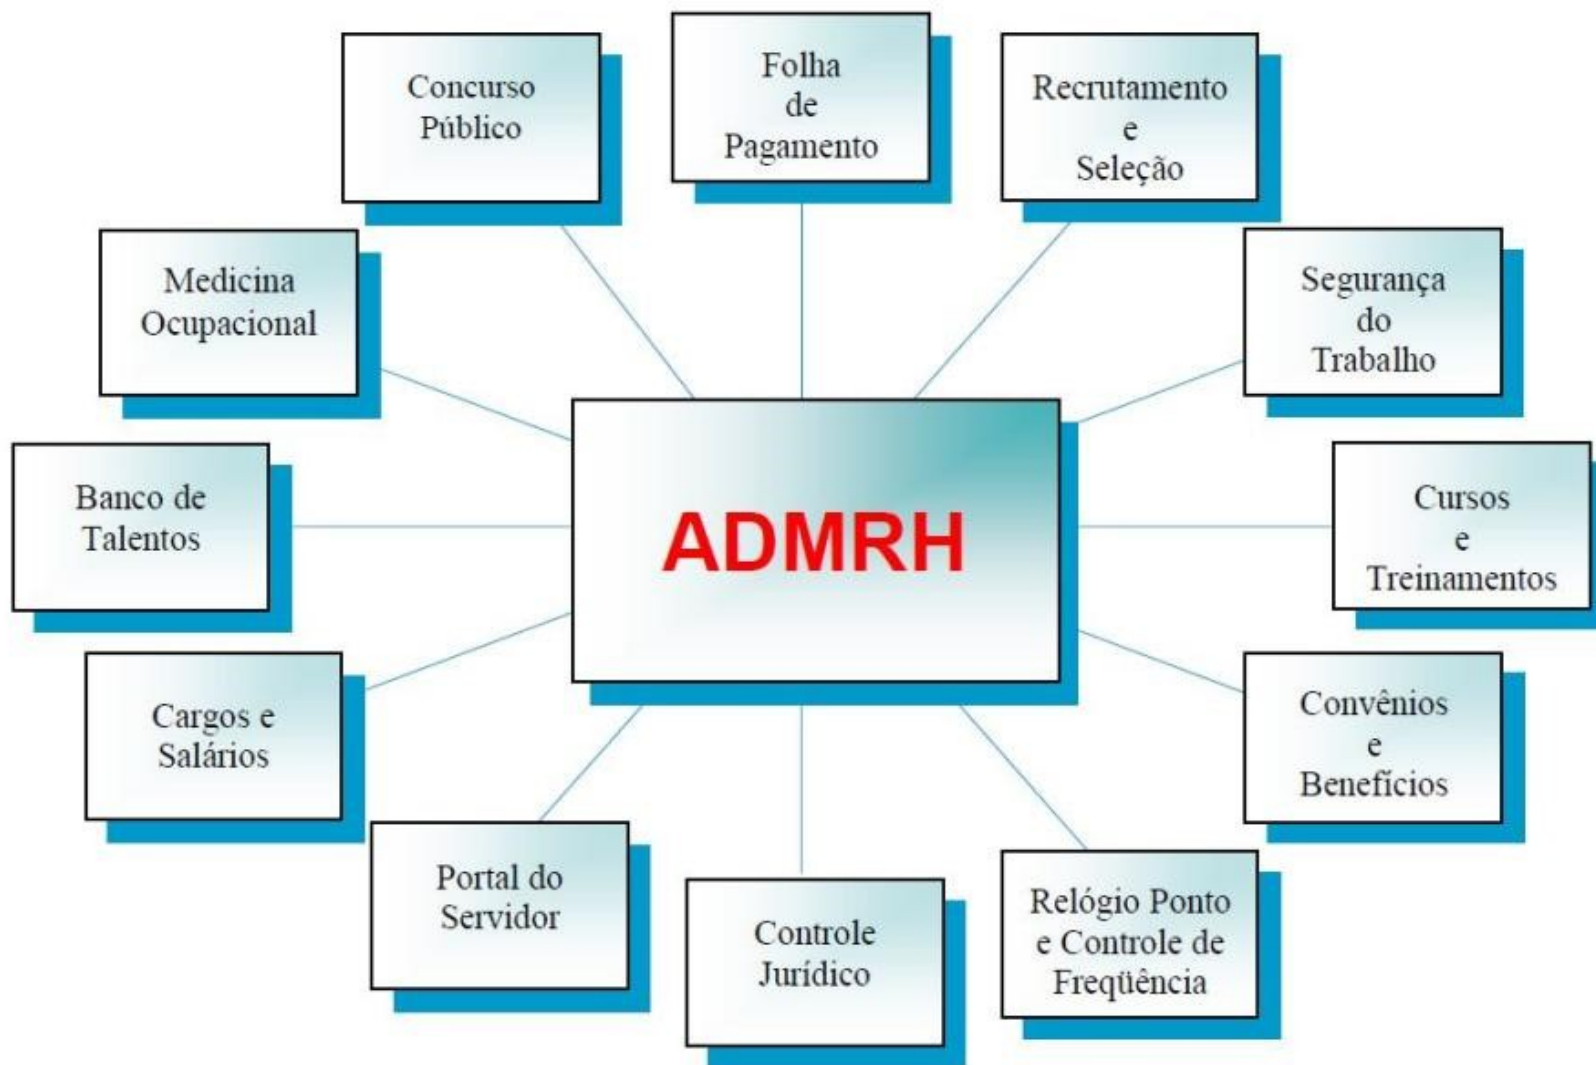 Concurso
Público
Folha
de
Pagamento
Recrutamento
e
Seleção
Medicina
Ocupacional
Segurança
do
Trabalho
Banco de
Talentos
ADMRH
Cursos
e
Treinamentos
Cargos e
Salários
Convênios
e
Benefícios
Portal do
Servidor
Controle
Jurídico
Relógio Ponto
e Controle de
Freqüência